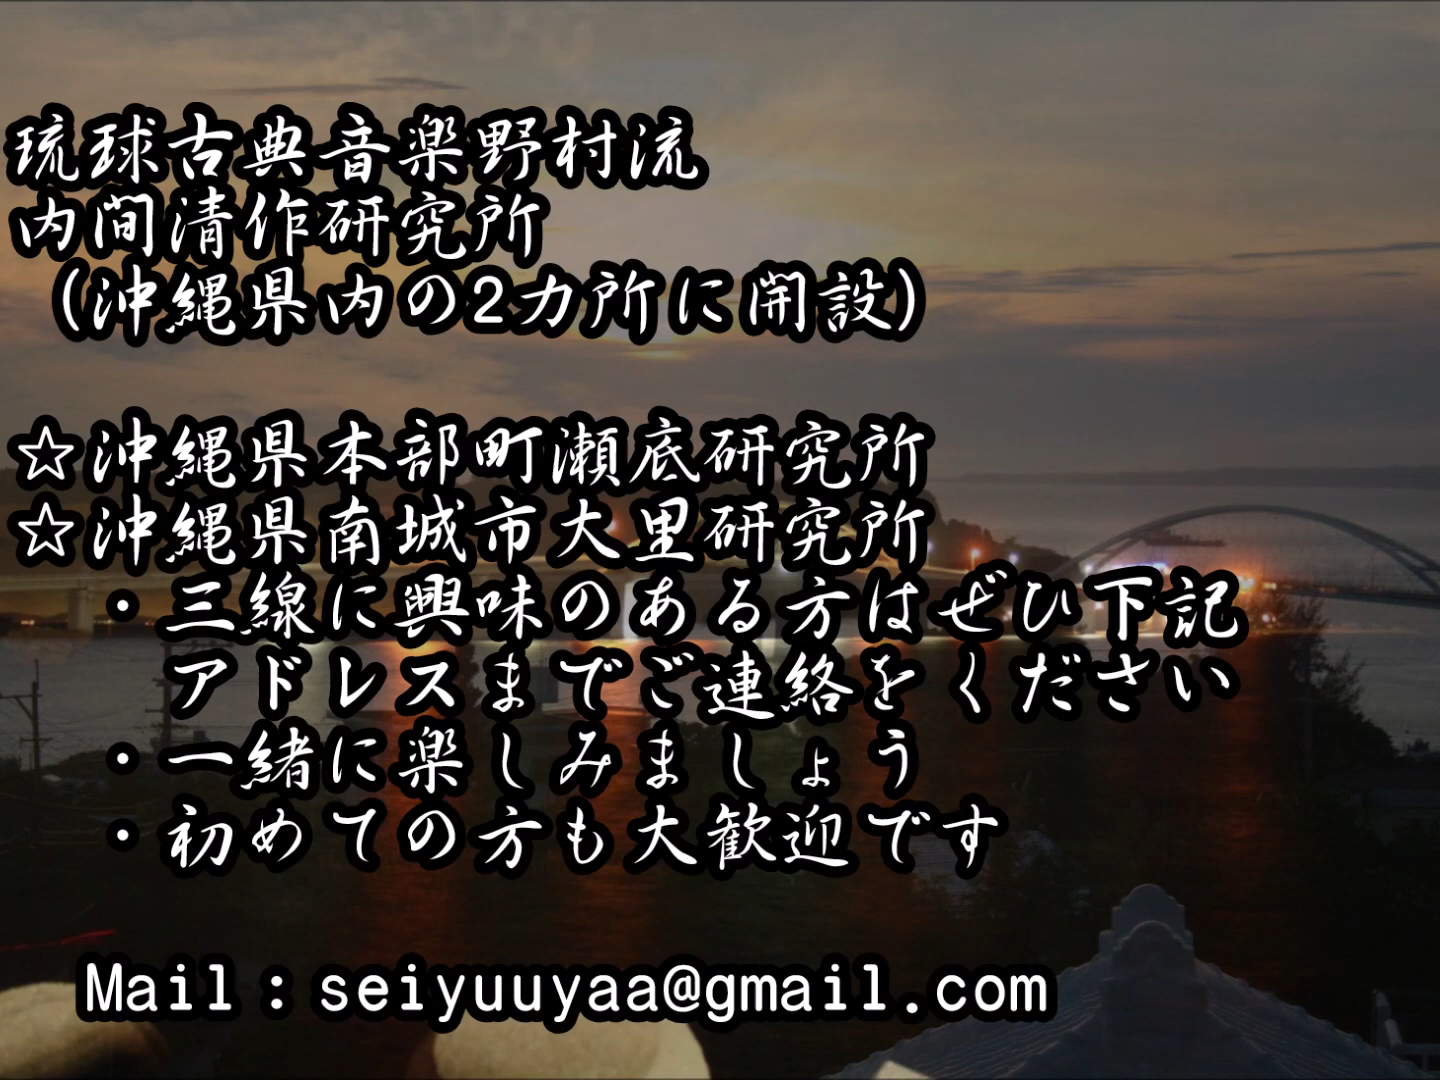 琉球古典音楽野村流
内間清作研究所
（沖縄県内の2カ所に開設）
☆沖縄県本部町瀬底研究所
☆沖縄県南城市大里研究所
・三線に興味のある方はぜひ下記
アドレスまでご連絡をください
・一緒に楽しみましょう
・初めての方も大歓迎です
Mail：seiyuuyaa@gmail.com